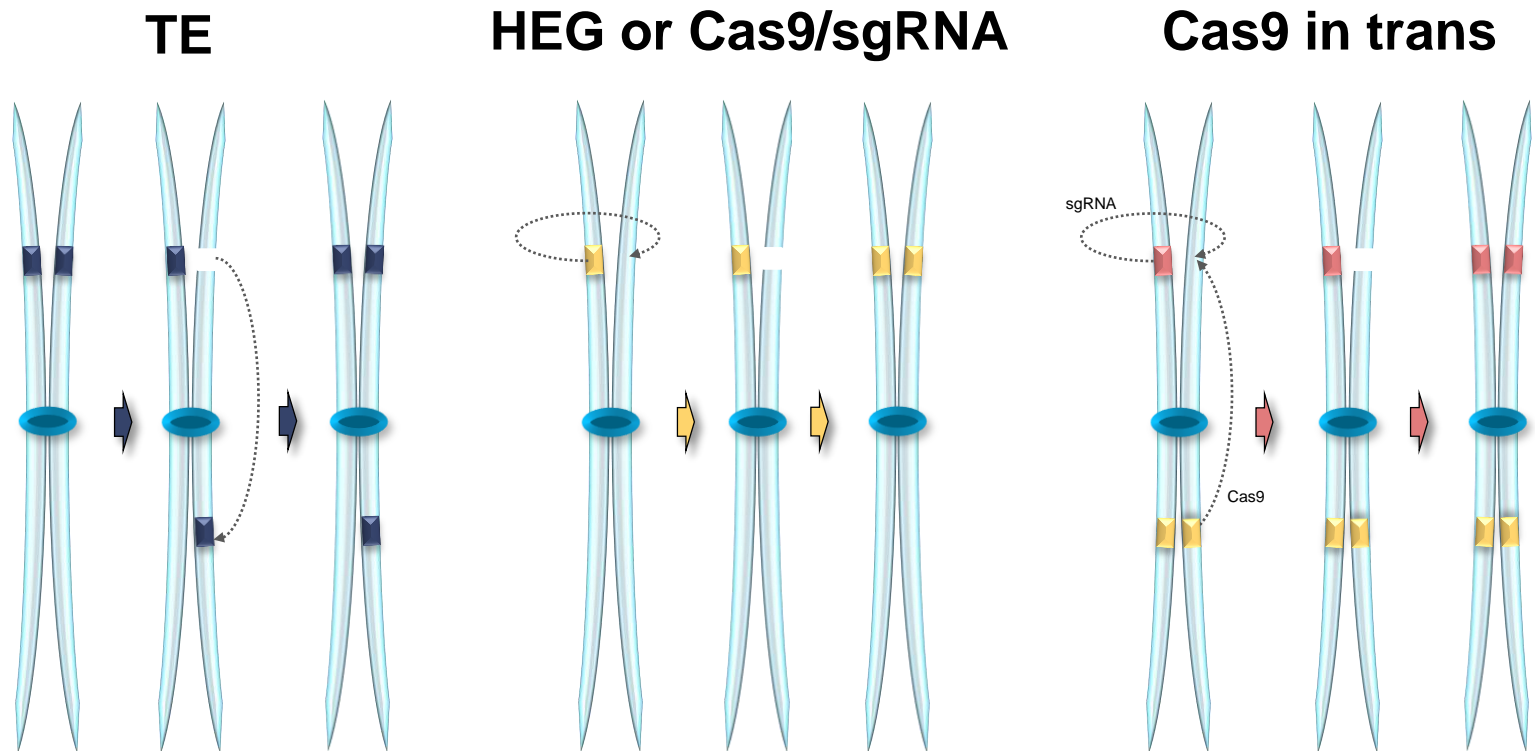 TE
HEG or Cas9/sgRNA
Cas9 in trans
sgRNA
Cas9